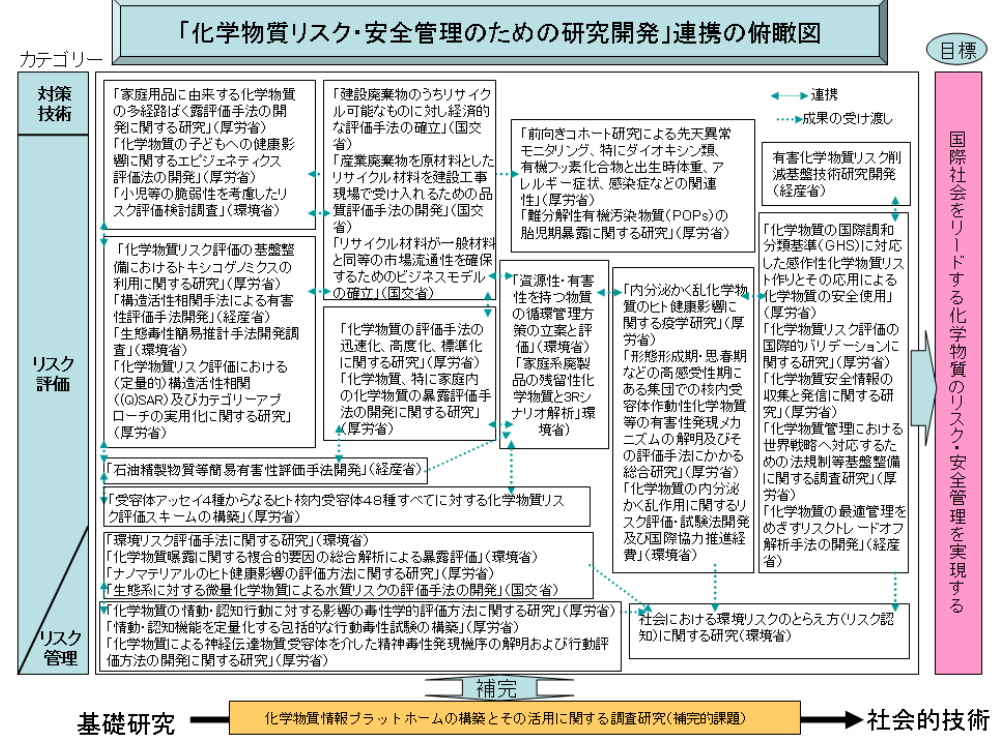 「化学物質リスク・安全管理のための研究開発」連携の俯瞰図
カテゴリー
目標
対策
技術
リスク
評価
リスク
管理
「家庭用品に由来する化学物質
の多経路ばく露評価手法の開
発に関する研究」(厚労省)
「化学物質の子どもへの健康影
響に関するエピジェネティクス
評価法の開発」(厚労省)
「小児等の脆弱性を考慮したリ
スク評価検討調査」(環境省)
「建設廃棄物のうちリサイク
ル可能なものに対し経済的
な評価手法の確立」(国交
省)
「産業廃棄物を原材料とした
リサイクル材料を建設工事
現場で受け入れるための品
質評価手法の開発」(国交
省)
「リサイクル材料が一般材料
と同等の市場流通性を確保
するためのビジネスモデル
の確立」(国交省)
連携
成果の受け渡し
「前向きコホート研究による先天異常
モニタリング、特にダイオキシン類、
有機フッ素化合物と出生時体重、ア
レルギー症状、感染症などの関連
性」(厚労省)
「難分解性有機汚染物質(POPs)の
胎児期暴露に関する研究」(厚労省)
有害化学物質リスク削
減基盤技術研究開発
(経産省)
「化学物質リスク評価の基盤整
備におけるトキシコゲノミクスの
利用に関する研究」(厚労省)
「構造活性相関手法による有害
性評価手法開発」(経産省)
「生態毒性簡易推計手法開発調
査」(環境省)
「化学物質リスク評価における
(定量的)構造活性相関
((Q)SAR)及びカテゴリーアプ
ローチの実用化に関する研究」
(厚労省)
「化学物質の評価手法の
迅速化、高度化、標準化
に関する研究」(厚労省)
「化学物質、特に家庭内
の化学物質の暴露評価手
法の開発に関する研究」
(厚労省)
「資源性・有害
性を持つ物質
の循環管理方
策の立案と評
価」(環境省)
「家庭系廃製
品の残留性化
学物質と3Rシ
ナリオ解析」環
境省)
「内分泌かく乱化学物
質のヒト健康影響に
関する疫学研究」(厚
労省)
「形態形成期・思春期
などの高感受性期にあ
る集団での核内受
容体作動性化学物質
等の有害性発現メカ
ニズムの解明及びそ
の評価手法にかかる
総合研究」(厚労省)
「化学物質の内分泌
かく乱作用に関するリ
スク評価・試験法開発
及び国際協力推進経
費」(環境省)
「化学物質の国際調和
分類基準(GHS)に対応
した感作性化学物質リス
ト作りとその応用による
化学物質の安全使用」
(厚労省)
「化学物質リスク評価の
国際的バリデーションに
関する研究」(厚労省)
「化学物質安全情報の
収集と発信に関する研
究」(厚労省)
「化学物質管理における
世界戦略へ対応するた
めの法規制等基盤整備
に関する調査研究」(厚
労省)
「化学物質の最適管理を
めざすリスクトレードオフ
解析手法の開発」(経産
省)
「石油精製物質等簡易有害性評価手法開発」(経産省)
「受容体アッセイ4種からなるヒト核内受容体48種すべてに対する化学物質リス
ク評価スキームの構築」(厚労省)
「環境リスク評価手法に関する研究」(環境省)
「化学物質曝露に関する複合的要因の総合解析による暴露評価」(環境省)
「ナノマテリアルのヒト健康影響の評価方法に関する研究」(厚労省)
「生態系に対する微量化学物質による水質リスクの評価手法の開発」(国交省)
「化学物質の情動・認知行動に対する影響の毒性学的評価方法に関する研究」(厚労省)
「情動・認知機能を定量化する包括的な行動毒性試験の構築」(厚労省)
「化学物質による神経伝達物質受容体を介した精神毒性発現機序の解明および行動評
価方法の開発に関する研究」(厚労省)
社会における環境リスクのとらえ方(リスク認
知)に関する研究(環境省)
国際社会をリードする化学物質のリスク・安全管理を実現する
補完
基礎研究
化学物質情報プラットホームの構築とその活用に関する調査研究(補完的課題)
社会的技術